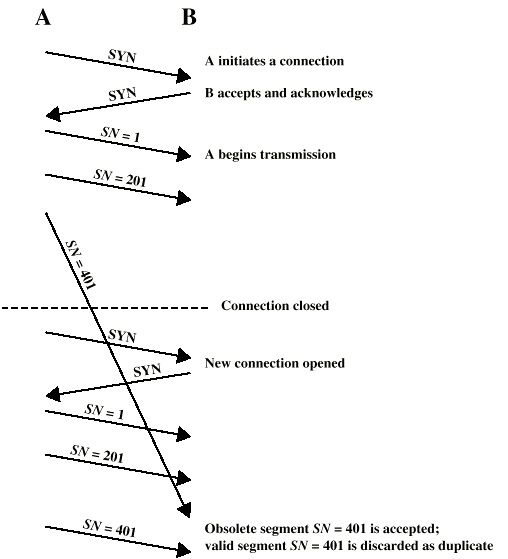 A B
SYN
A initiates a connection
SYN
B accepts and acknowledges
SN = 1
A begins transmission
SN = 201
SN = 401
Connection closed
SYN
New connection opened
SYN
SN = 1
SN = 201
SN = 401
Obsolete segment SN = 401 is accepted;
valid segment SN = 401 is discarded as duplicate